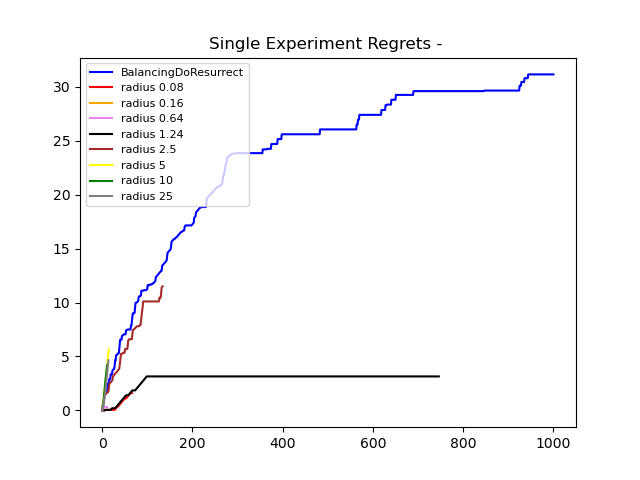 Single Experiment Regrets -
BalancingDoResurrect
radius 0.08
radius 0.16
radius 0.64
radius 1.24
radius 2.5
radius 5
radius 10
radius 25
30
25
20
15
10
5
0
0 200 400 600 800 1000